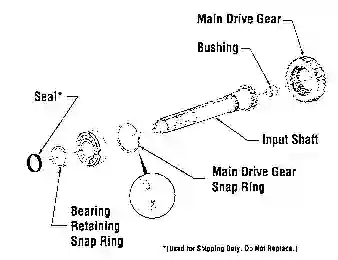 Main Drive Gear
Bushing
Seal*
Input Shaft
Main Drive Gear
Snap Ring
Bearing
Retaining
Snap Ring
*(Used for Shipping Only. Do Not Replace.)